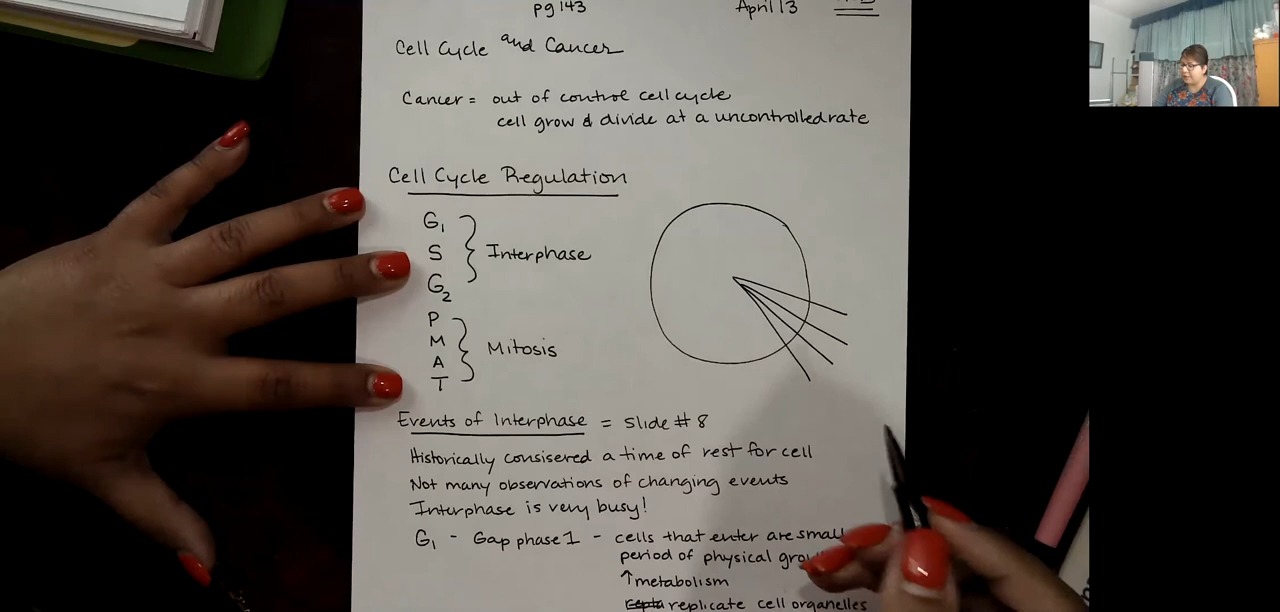 pg 143 April 13
Cell Cycle and Cancer
Cancer = out of control cell cycle
cell grow & divide at a uncontrolled rate
Cell Cycle Regulation
G1
S
G2
Interphase
P
M
A
T
Mitosis
Events of Interphase = Slide # 8
Historically consisered a time of rest for cell
Not many observations of changing events
Interphase is very busy!
G1 - Gap phase 1 - cells that enter are small
period of physical
↑ metabolism
replicate cell organelles